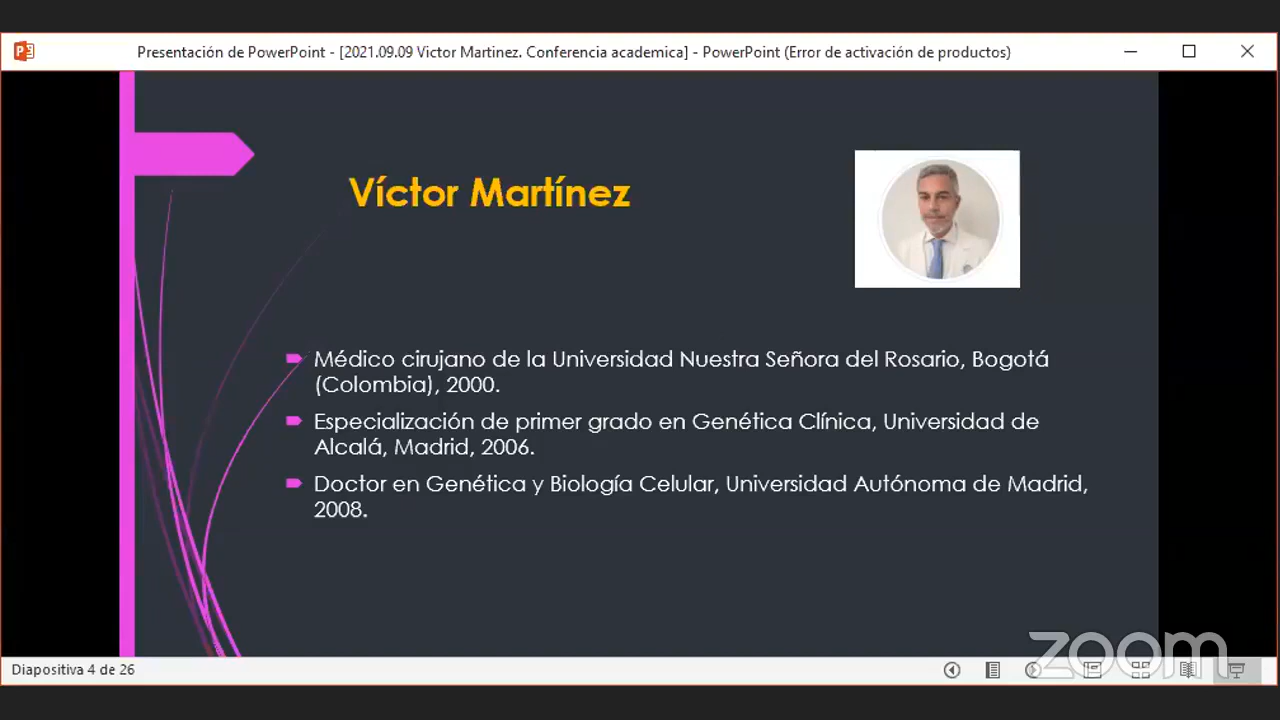 Presentación de PowerPoint - [2021.09.09 Victor Martinez. Conferencia academica] - PowerPoint (Error de activación de productos)
Víctor Martínez
Médico cirujano de la Universidad Nuestra Señora del Rosario, Bogotá
(Colombia), 2000.
Especialización de primer grado en Genética Clínica, Universidad de
Alcalá, Madrid, 2006.
Doctor en Genética y Biología Celular, Universidad Autónoma de Madrid,
2008.
zoom
Diapositiva 4 de 26